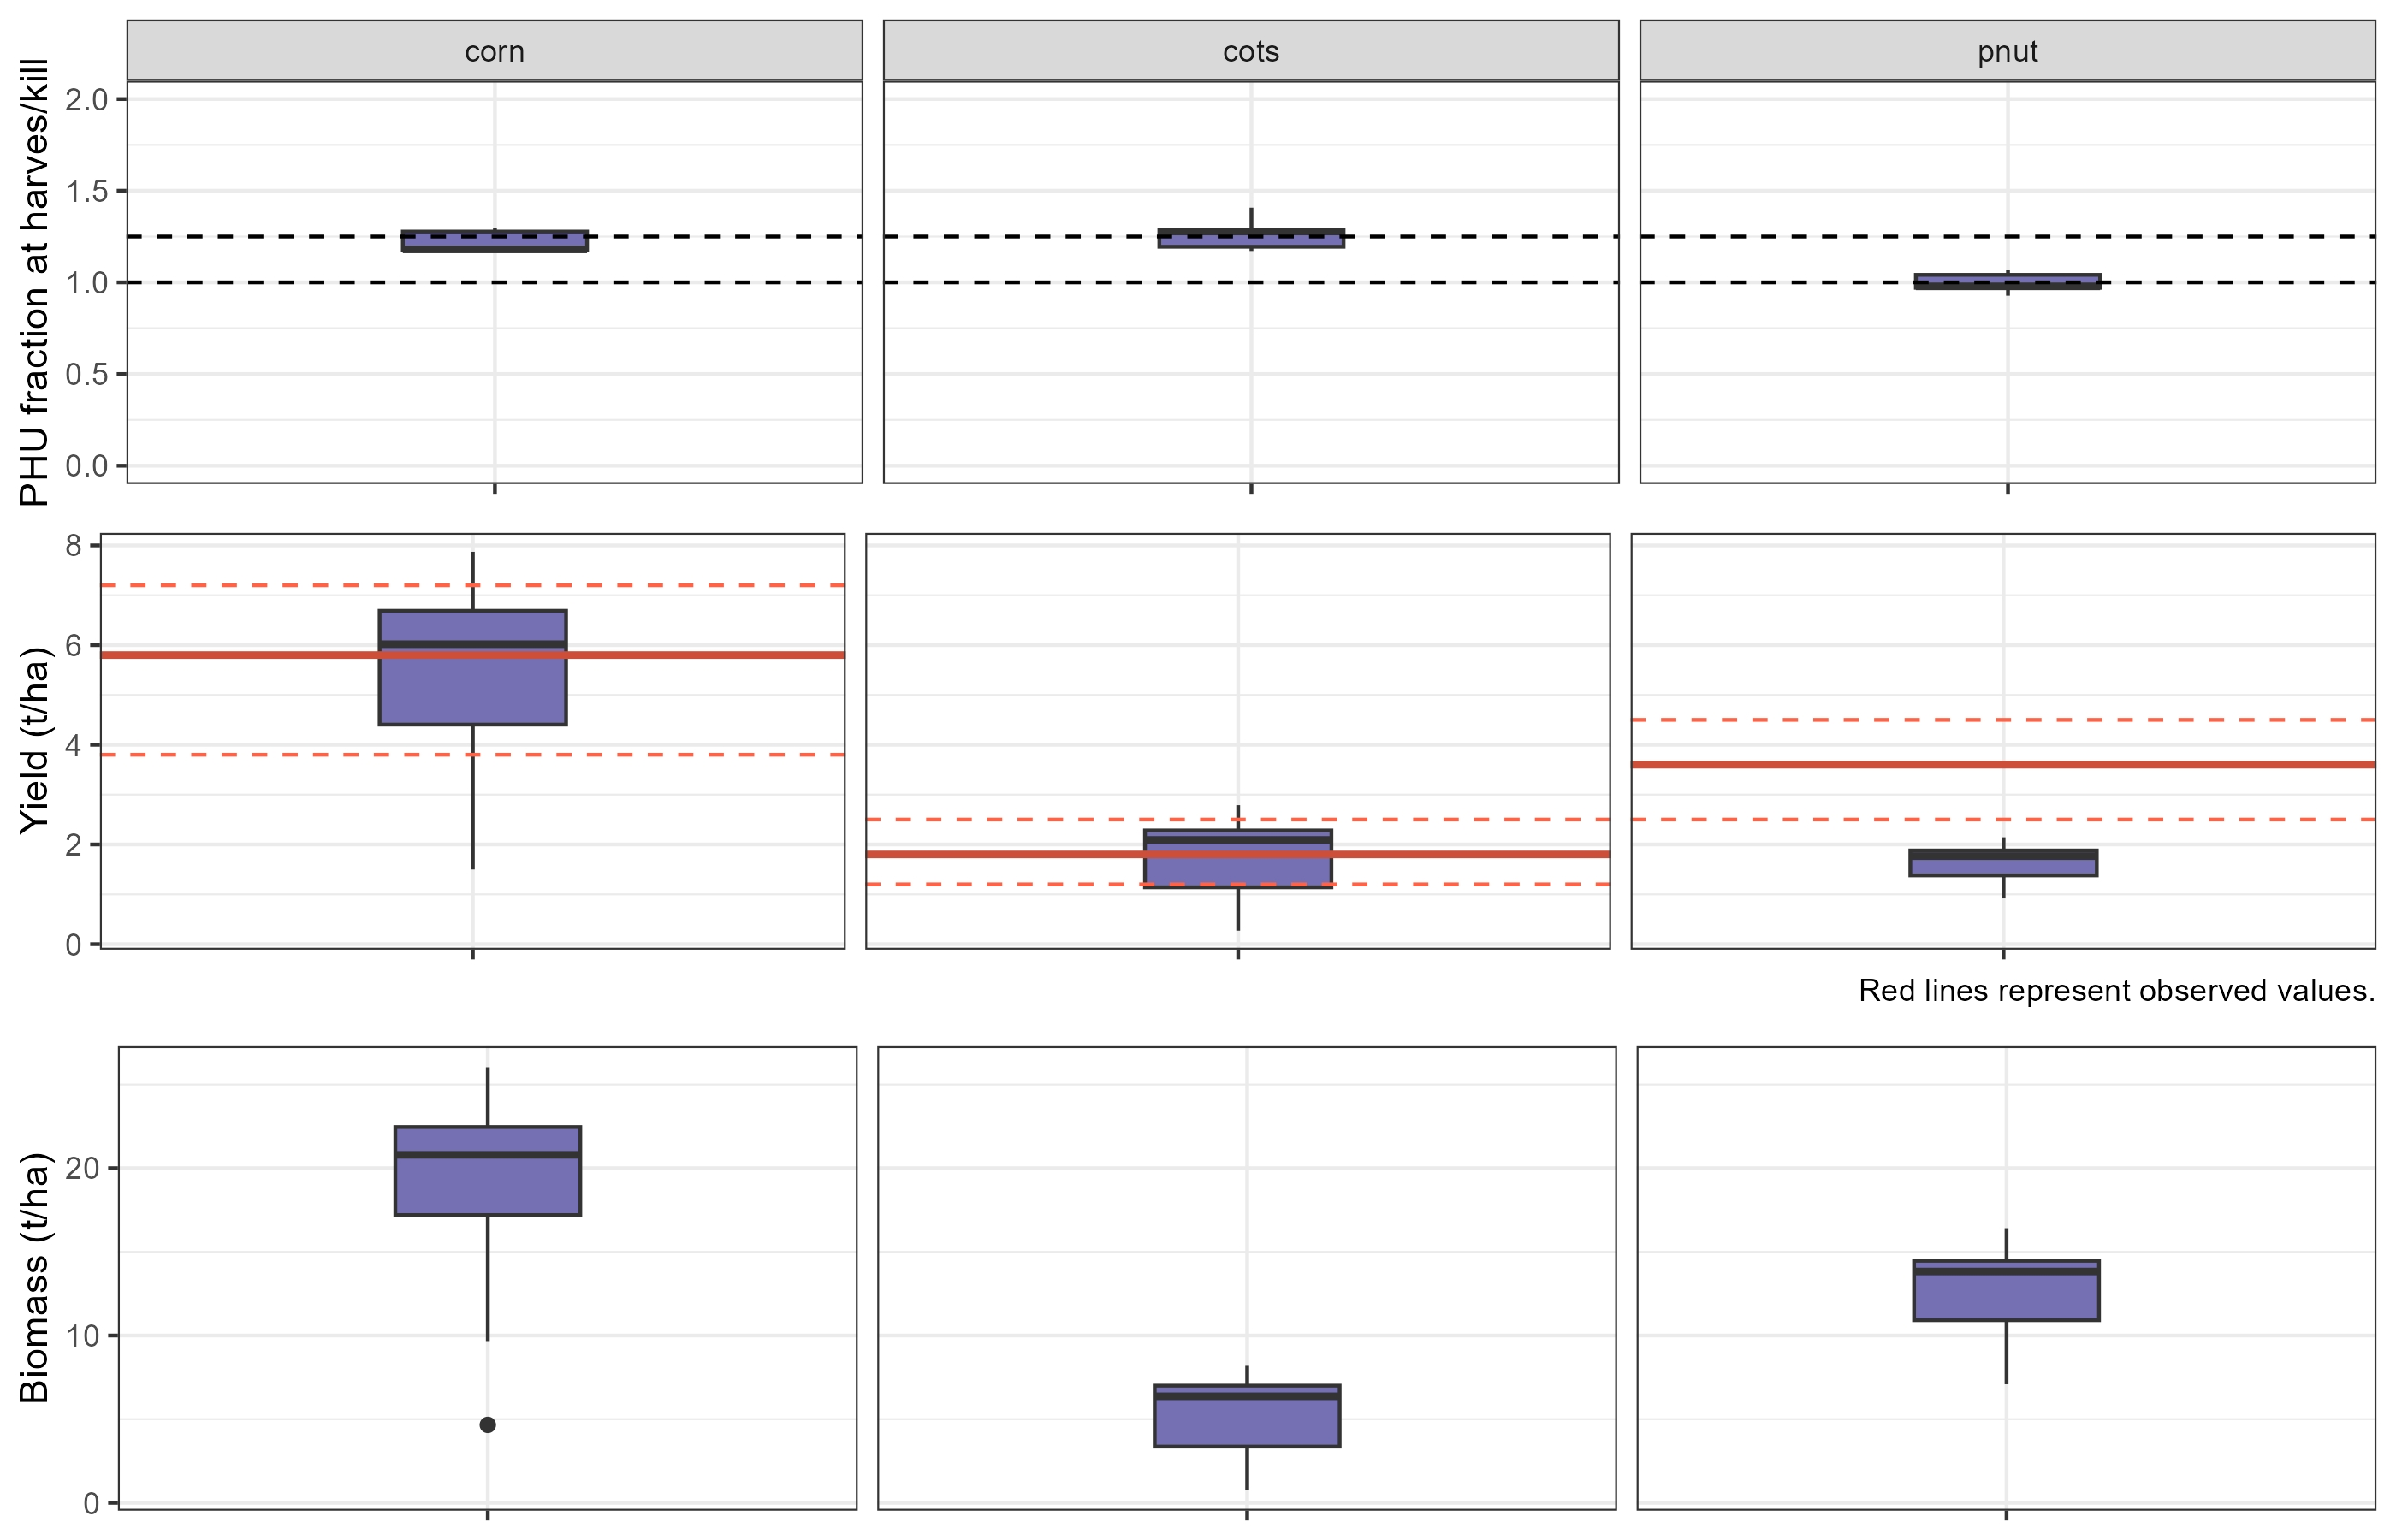 corn
cots
pnut
PHU fraction at harves/kill
2.0
1.5
1.0
0.5
0.0
Yield (t/ha)
8
6
4
2
0
Red lines represent observed values.
Biomass (t/ha)
20
10
0